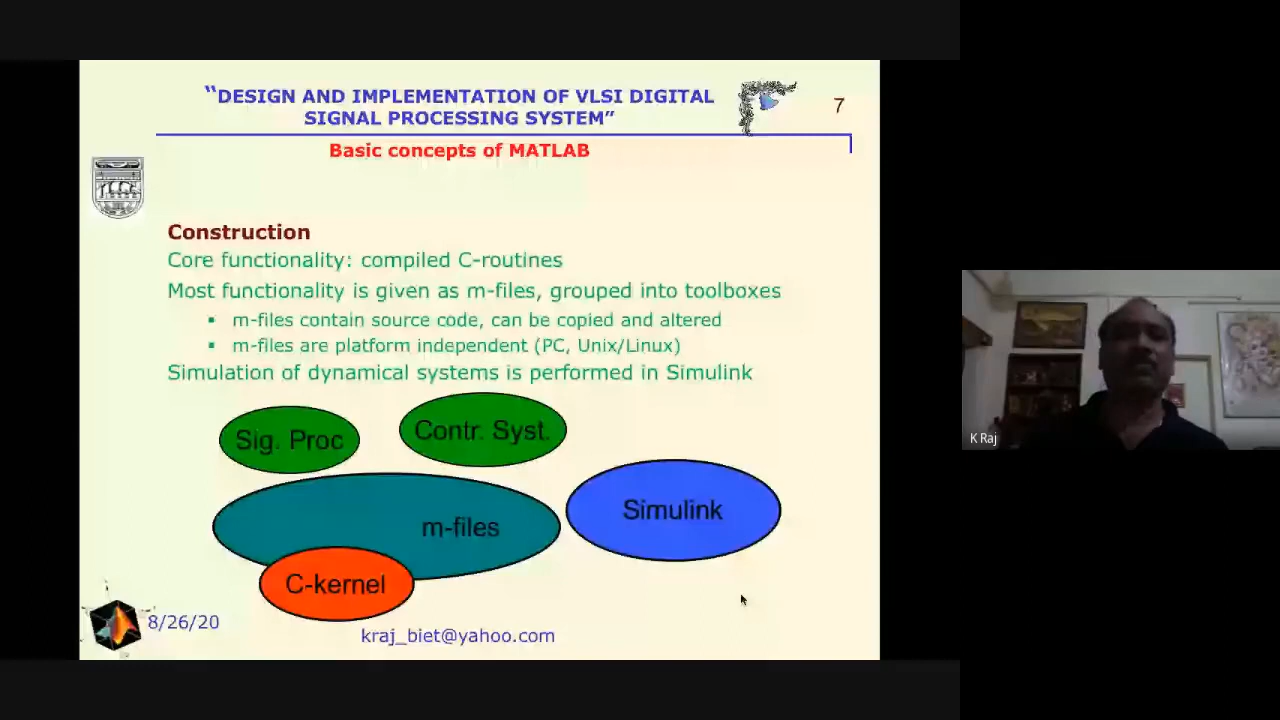 “DESIGN AND IMPLEMENTATION OF VLSI DIGITAL
SIGNAL PROCESSING SYSTEM”
7
Basic concepts of MATLAB
Construction
Core functionality: compiled C-routines
Most functionality is given as m-files, grouped into toolboxes
▪ m-files contain source code, can be copied and altered
▪ m-files are platform independent (PC, Unix/Linux)
Simulation of dynamical systems is performed in Simulink
Sig. Proc
Contr. Syst.
m-files
Simulink
C-kernel
8/26/20
kraj_biet@yahoo.com
K Raj